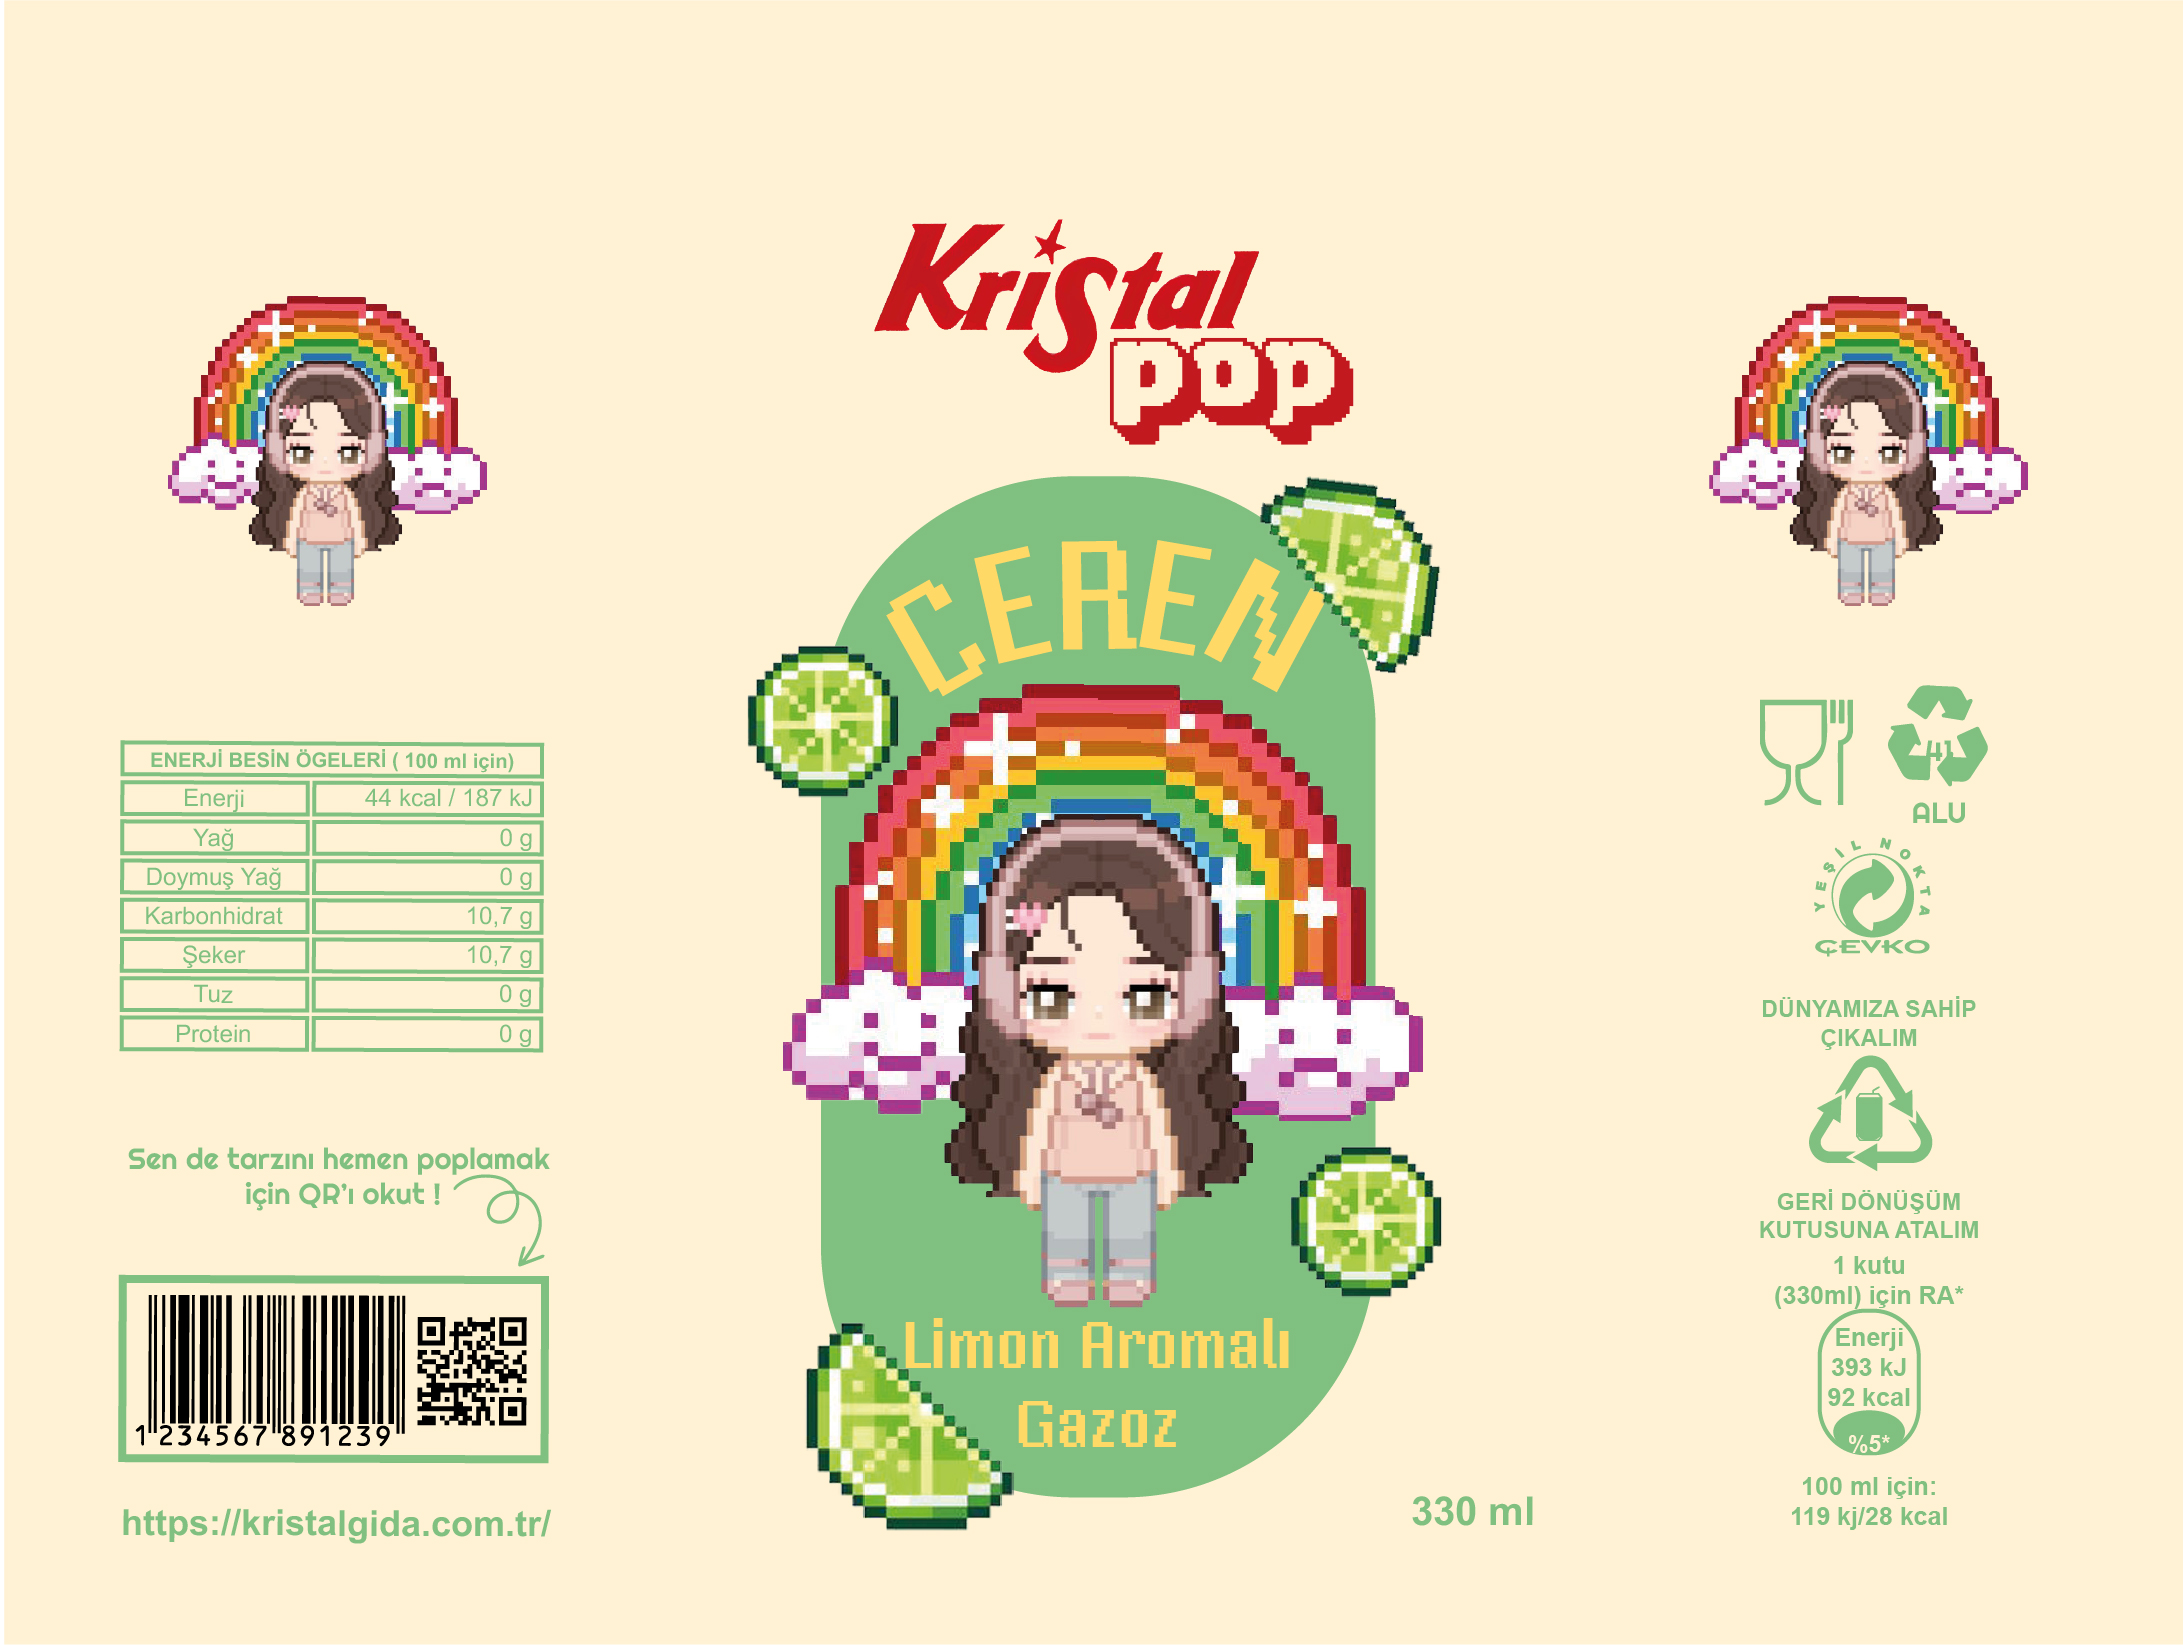 Kristal
pop
CEREN
Limon Aromalı
Gazoz
330 ml
ENERJİ BESİN ÖGELERİ ( 100 ml için)
Enerji 44 kcal / 187 kJ
Yağ 0 g
Doymuş Yağ 0 g
Karbonhidrat 10,7 g
Şeker 10,7 g
Tuz 0 g
Protein 0 g
Sen de tarzını hemen poplamak
için QR'ı okut !
1 234567 891239
https://kristalgida.com.tr/
41
ALU
YEŞİL NOKTA
ÇEVKO
DÜNYAMIZA SAHİP
ÇIKALIM
GERİ DÖNÜŞÜM
KUTUSUNA ATALIM
1 kutu
(330ml) için RA*
Enerji
393 kJ
92 kcal
%5*
100 ml için:
119 kj/28 kcal